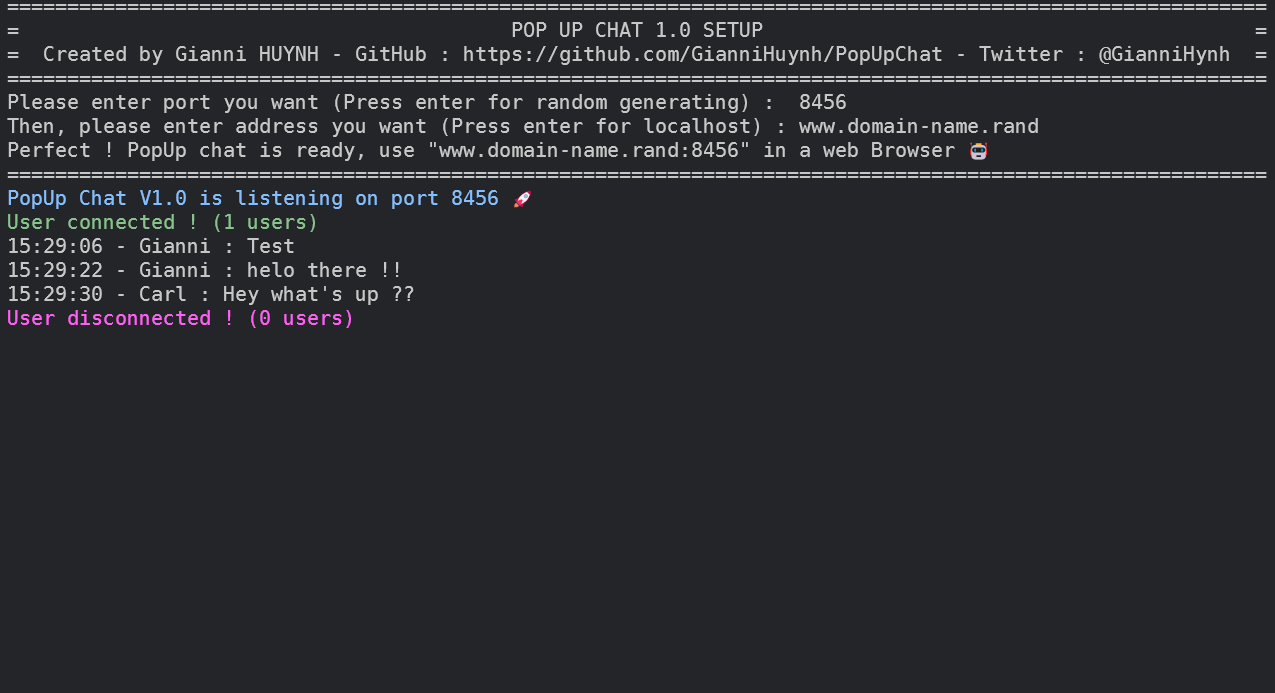 =========================================================================================================
=                                         POP UP CHAT 1.0 SETUP                                         =
=  Created by Gianni HUYNH - GitHub : https://github.com/GianniHuynh/PopUpChat - Twitter : @GianniHynh  =
=========================================================================================================
Please enter port you want (Press enter for random generating) :  8456
Then, please enter address you want (Press enter for localhost) : www.domain-name.rand
Perfect ! PopUp chat is ready, use "www.domain-name.rand:8456" in a web Browser 🤖
=========================================================================================================
PopUp Chat V1.0 is listening on port 8456 🚀
User connected ! (1 users)
15:29:06 - Gianni : Test
15:29:22 - Gianni : helo there !!
15:29:30 - Carl : Hey what's up ??
User disconnected ! (0 users)